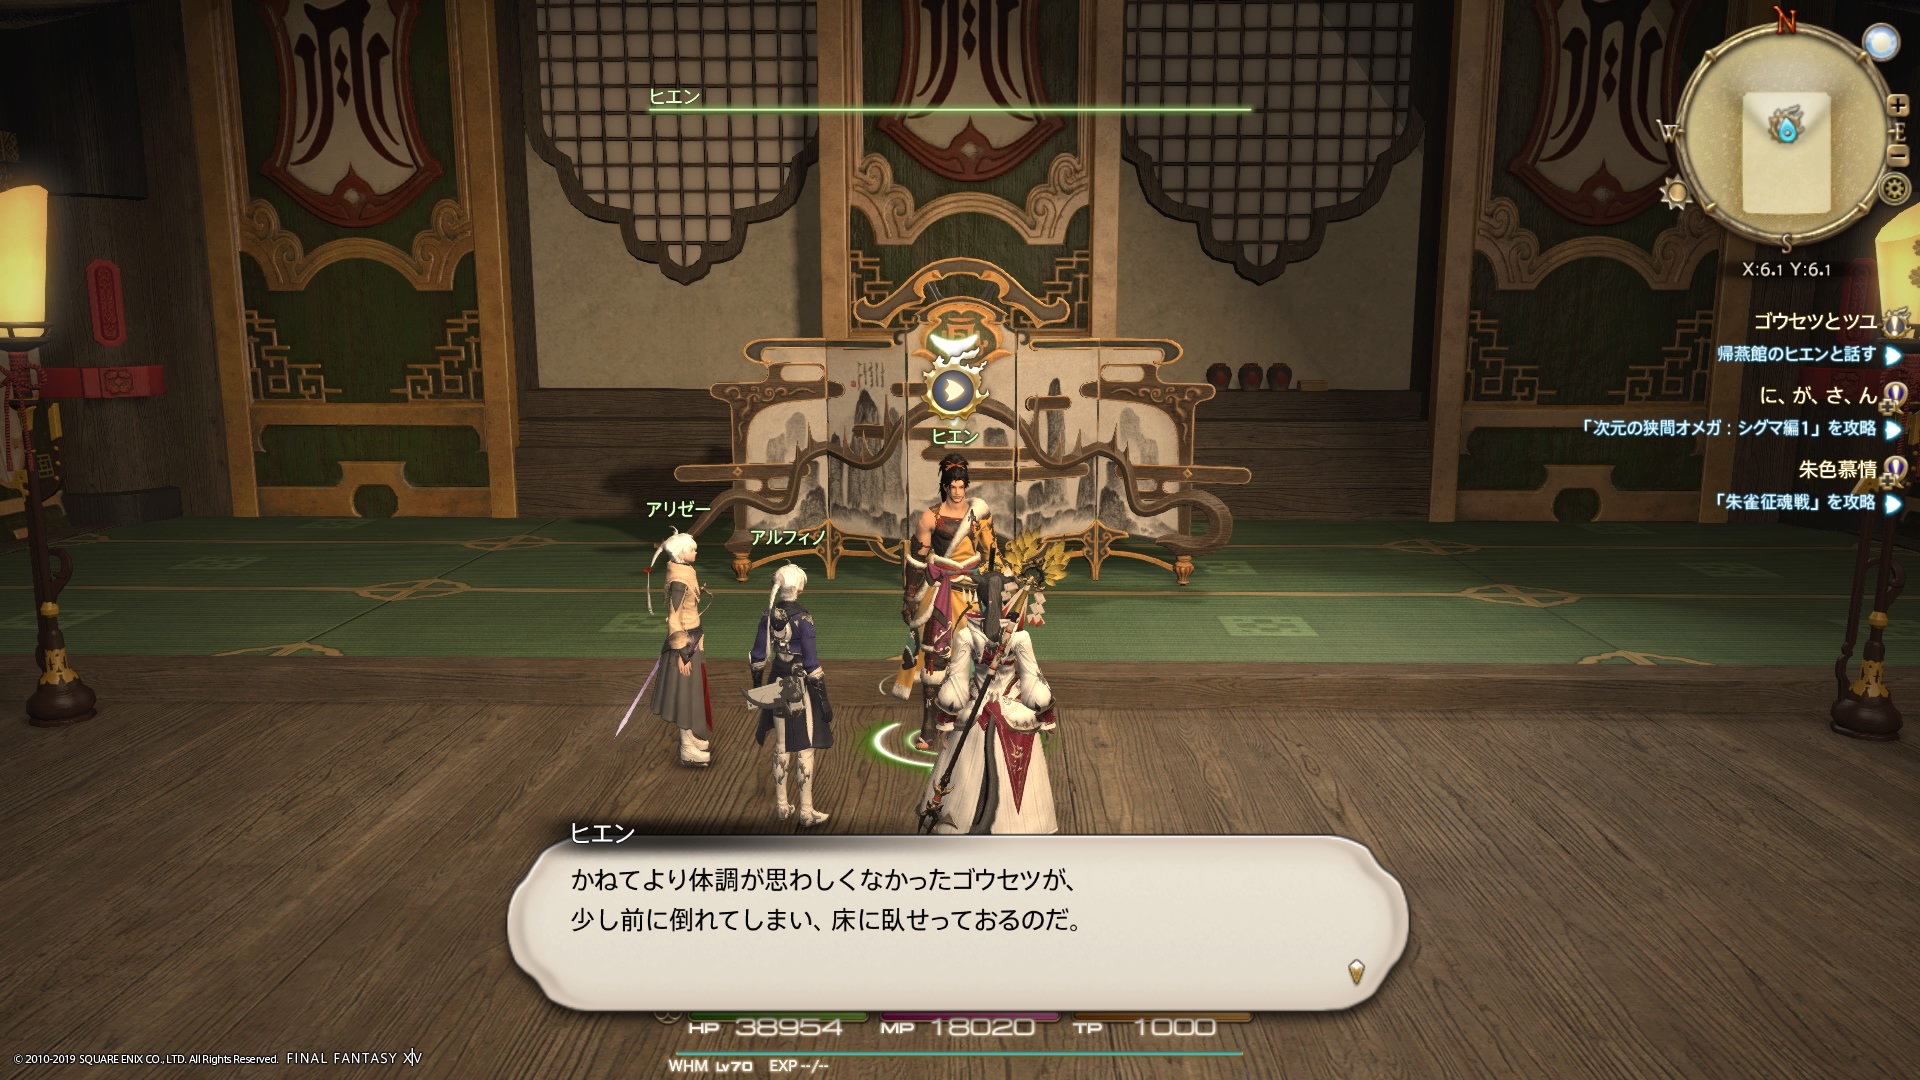 ヒエン
N
W
E
S
X:6.1 Y:6.1
ゴウセツとツユ
帰燕館のヒエンと話す
に、が、さ、ん
「次元の狭間オメガ：シグマ編1」を攻略
朱色慕情
「朱雀征魂戦」を攻略
ヒエン
アリゼー
アルフィノ
ヒエン
かねてより体調が思わしくなかったゴウセツが、
少し前に倒れてしまい、床に臥せっておるのだ。
HP 38954 MP 18020 TP 1000
WHM Lv70 EXP --/--
© 2010-2019 SQUARE ENIX CO., LTD. All Rights Reserved. FINAL FANTASY XIV